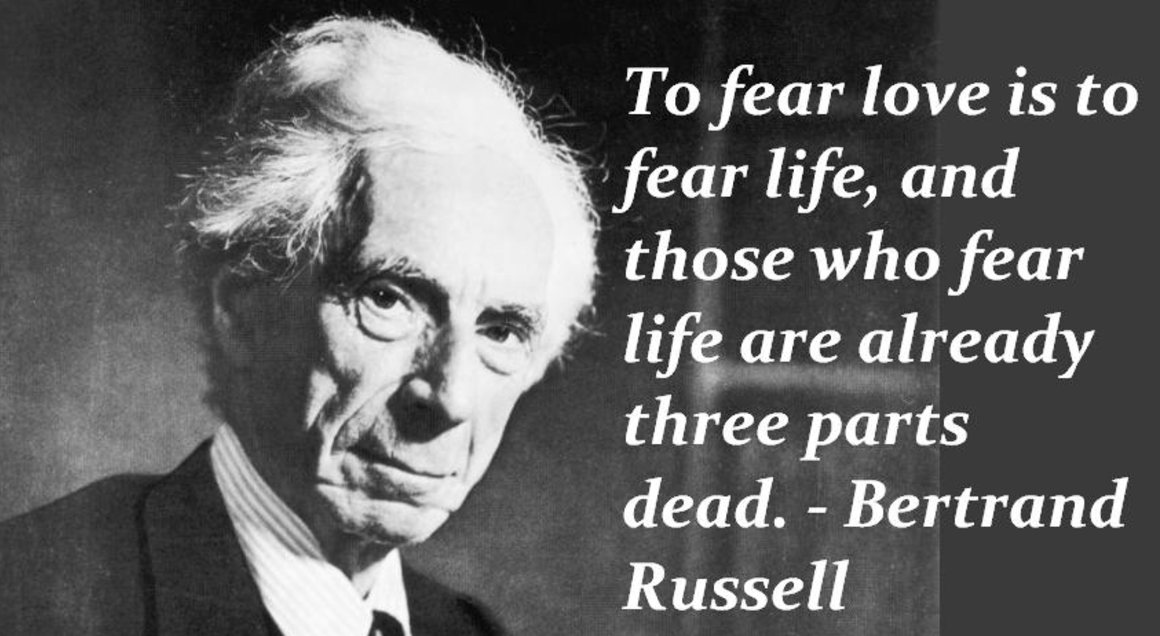 To fear love is to
fear life, and
those who fear
life are already
three parts
dead. - Bertrand
Russell